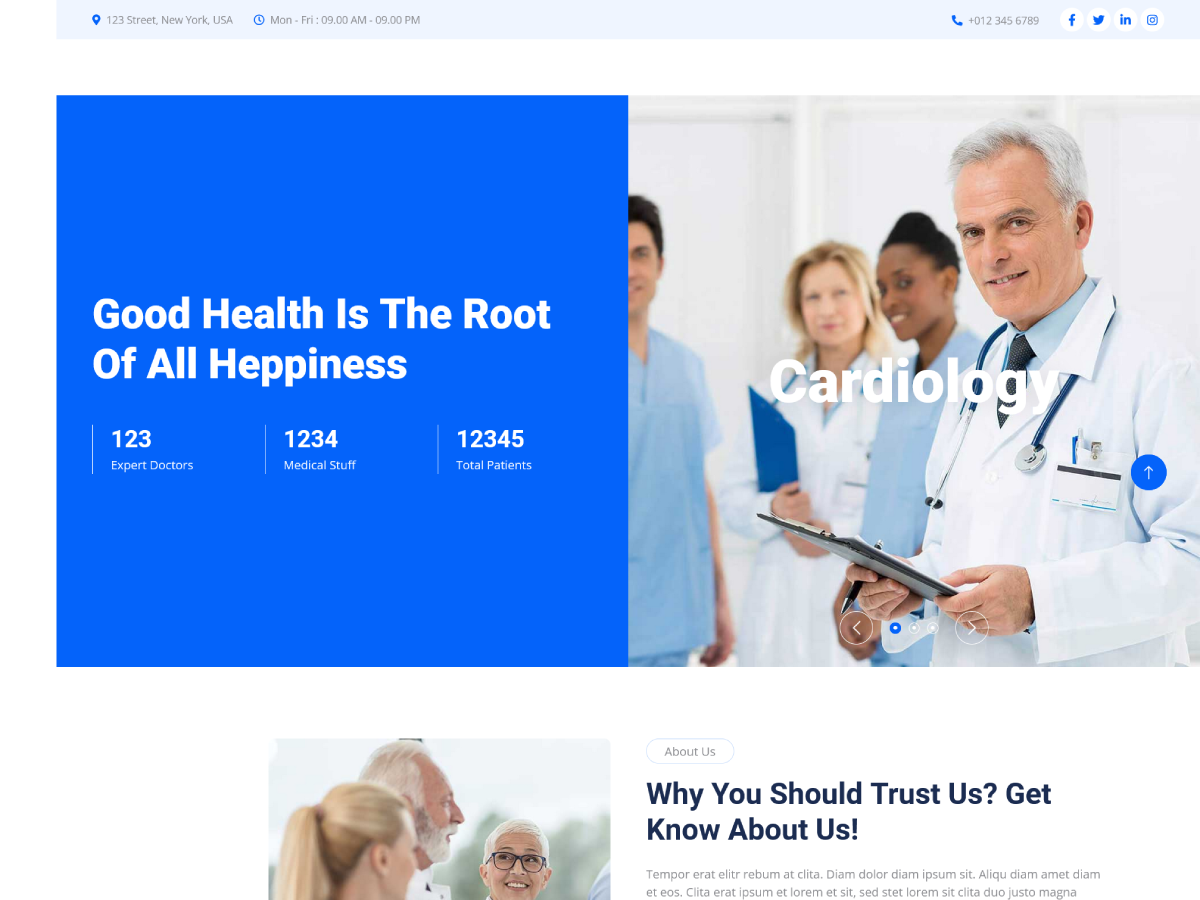 123 Street, New York, USA
Mon - Fri : 09.00 AM - 09.00 PM
+012 345 6789
Good Health Is The Root
Of All Heppiness
123
Expert Doctors
1234
Medical Stuff
12345
Total Patients
Cardiology
About Us
Why You Should Trust Us? Get
Know About Us!
Tempor erat elitr rebum at clita. Diam dolor diam ipsum sit. Aliqu diam amet diam
et eos. Clita erat ipsum et lorem et sit, sed stet lorem sit clita duo justo magna